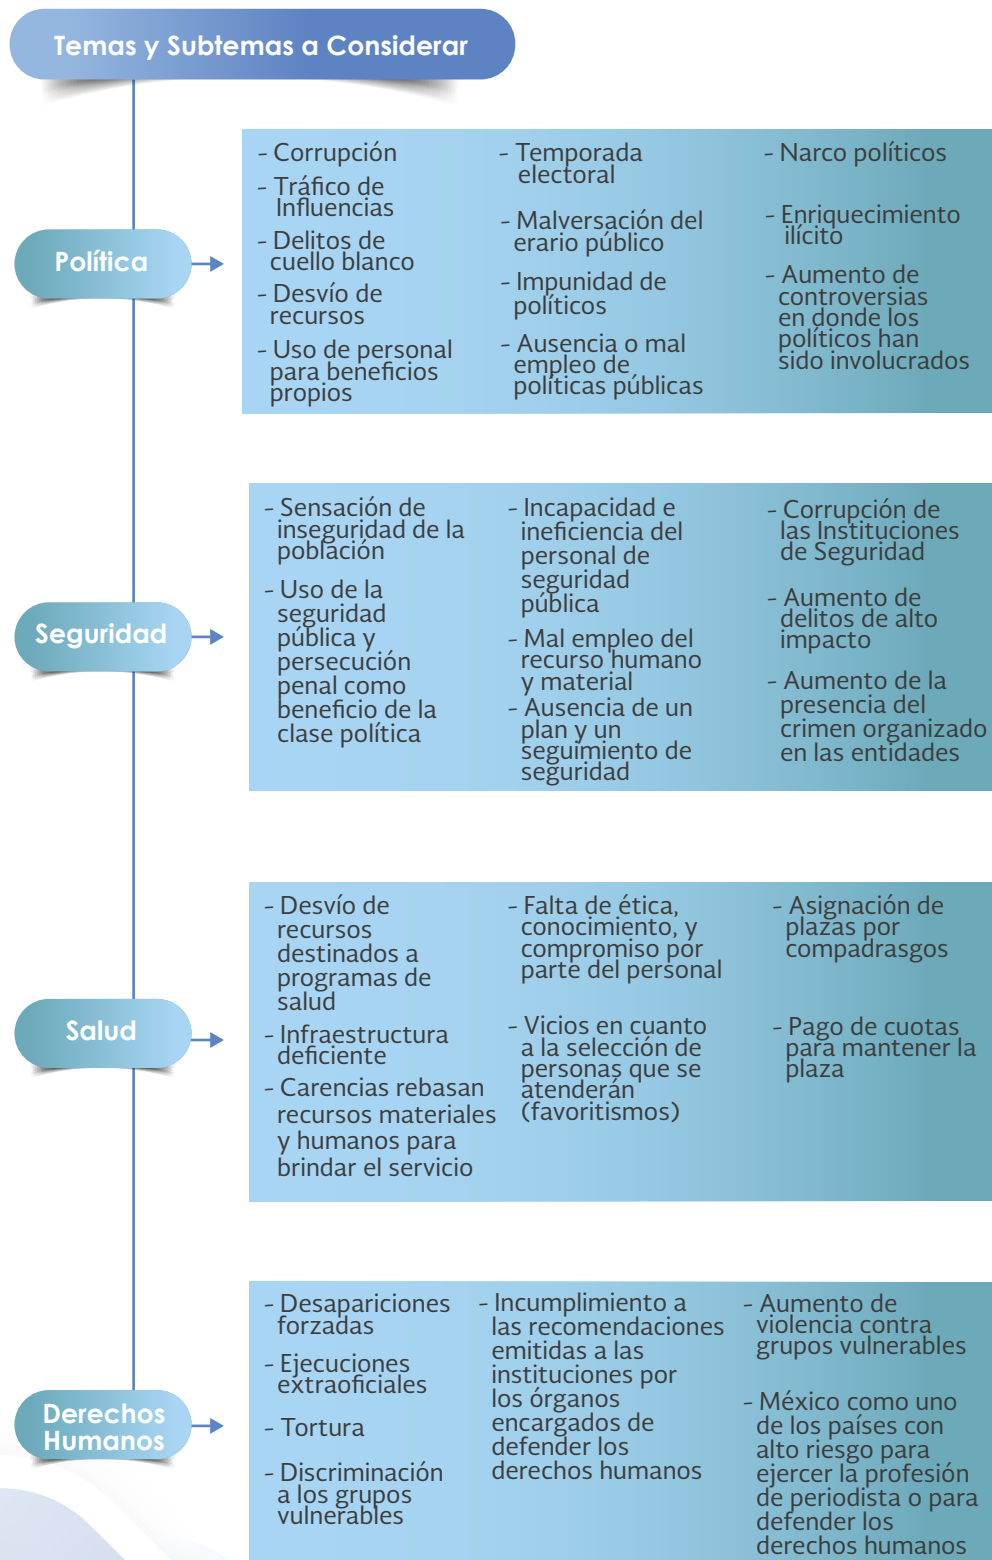 Temas y Subtemas a Considerar
Política
- Corrupción
- Tráfico de
Influencias
- Delitos de
cuello blanco
- Desvío de
recursos
- Uso de personal
para beneficios
propios
- Temporada
electoral
- Malversación del
erario público
- Impunidad de
políticos
- Ausencia o mal
empleo de
políticas públicas
- Narco políticos
- Enriquecimiento
ilícito
- Aumento de
controversias
en donde los
políticos han
sido involucrados
Seguridad
- Sensación de
inseguridad de la
población
- Uso de la
seguridad
pública y
persecución
penal como
beneficio de la
clase política
- Incapacidad e
ineficiencia del
personal de
seguridad
pública
- Mal empleo del
recurso humano
y material
- Ausencia de un
plan y un
seguimiento de
seguridad
- Corrupción de
las Instituciones
de Seguridad
- Aumento de
delitos de alto
impacto
- Aumento de la
presencia del
crimen organizado
en las entidades
Salud
- Desvío de
recursos
destinados a
programas de
salud
- Infraestructura
deficiente
- Carencias rebasan
recursos materiales
y humanos para
brindar el servicio
- Falta de ética,
conocimiento, y
compromiso por
parte del personal
- Vicios en cuanto
a la selección de
personas que se
atenderán
(favoritismos)
- Asignación de
plazas por
compadrasgos
- Pago de cuotas
para mantener la
plaza
Derechos
Humanos
- Desapariciones
forzadas
- Ejecuciones
extraoficiales
- Tortura
- Discriminación
a los grupos
vulnerables
- Incumplimiento a
las recomendaciones
emitidas a las
instituciones por
los órganos
encargados de
defender los
derechos humanos
- Aumento de
violencia contra
grupos vulnerables
- México como uno
de los países con
alto riesgo para
ejercer la profesión
de periodista o para
defender los
derechos humanos